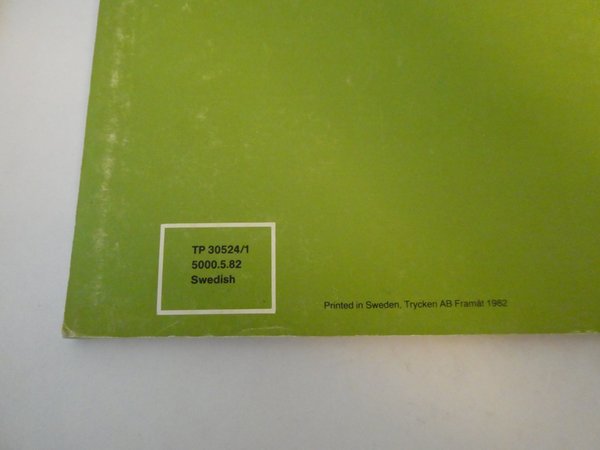 TP 30524/1
5000.5.82
Swedish
Printed in Sweden, Tryckeri AB Framåt 1982